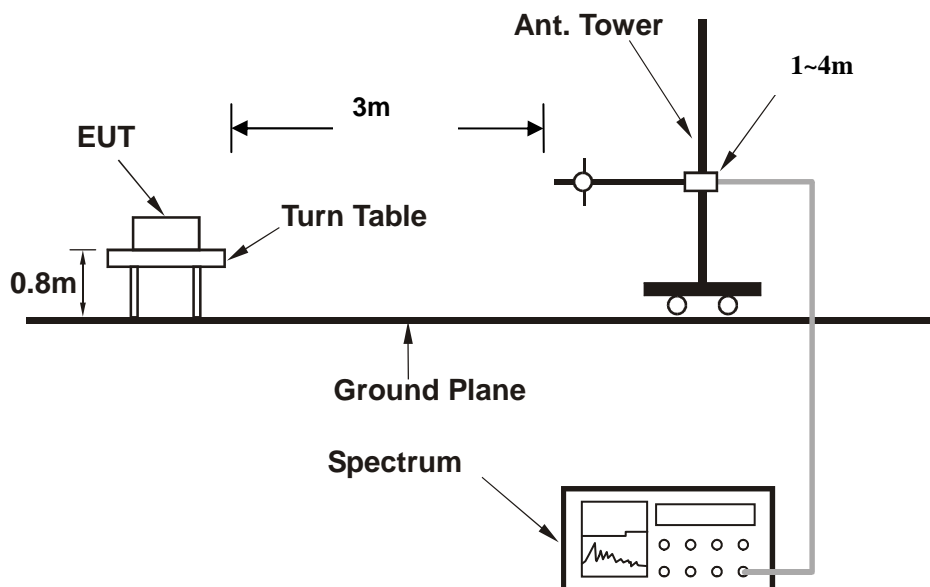 Ant. Tower
1~4m
3m
EUT
Turn Table
0.8m
Ground Plane
Spectrum